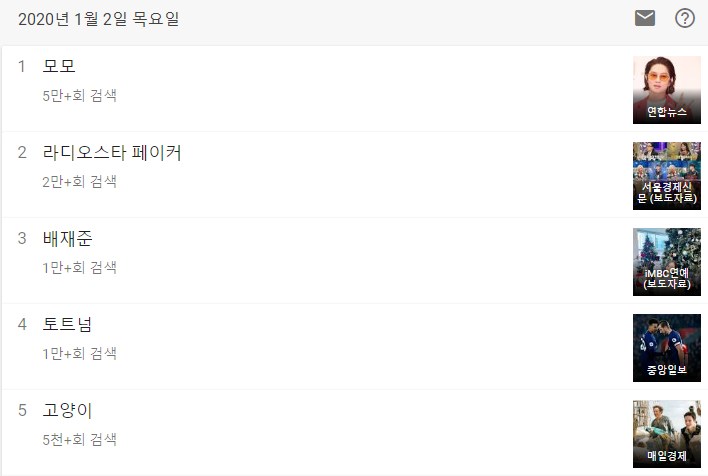 2020년 1월 2일 목요일
1 모모
5만+회 검색
연합뉴스
2 라디오스타 페이커
2만+회 검색
서울경제신
문 (보도자료)
3 배재준
1만+회 검색
iMBC연예
(보도자료)
4 토트넘
1만+회 검색
중앙일보
5 고양이
5천+회 검색
매일경제